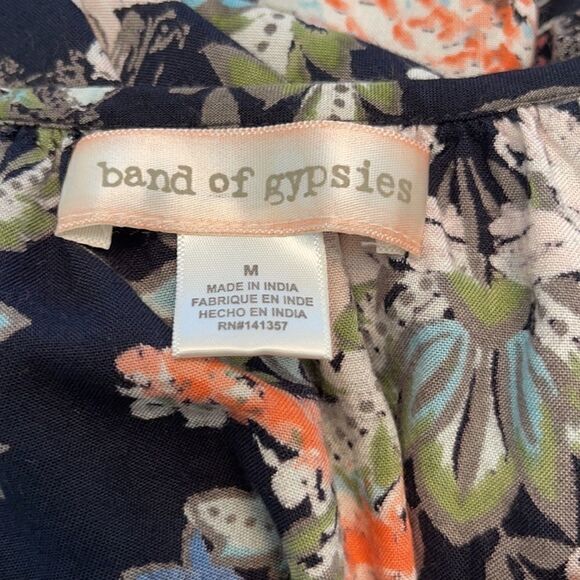 band of gypsies
M
MADE IN INDIA
FABRIQUE EN INDE
HECHO EN INDIA
RN#141357